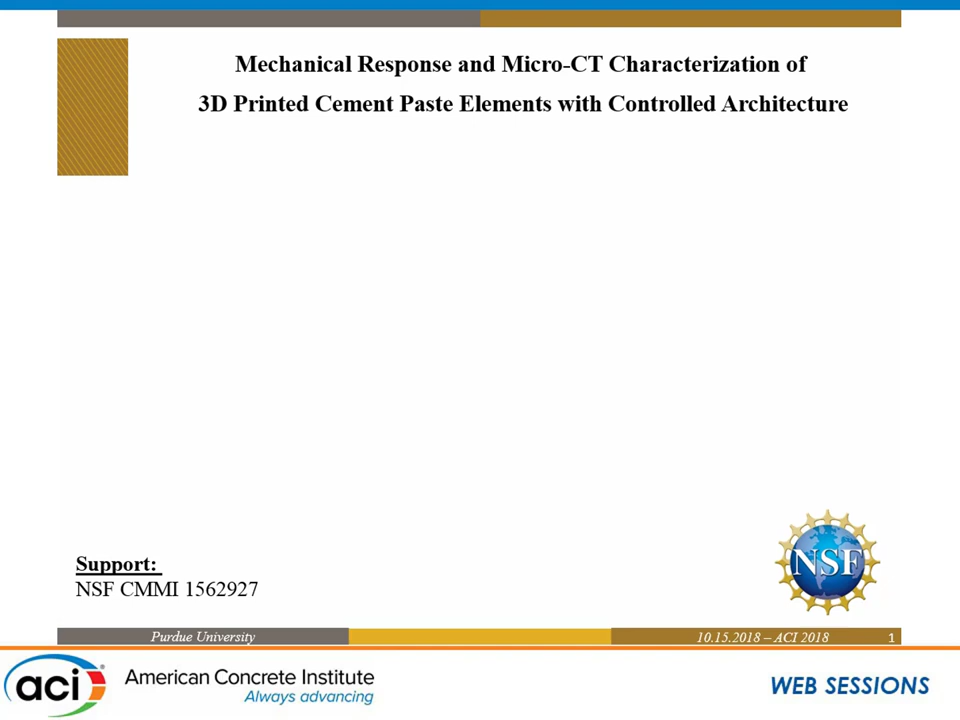 Mechanical Response and Micro-CT Characterization of
3D Printed Cement Paste Elements with Controlled Architecture
NSF
Support:
NSF CMMI 1562927
Purdue University
10.15.2018 – ACI 2018
1
aci
American Concrete Institute
Always advancing
WEB SESSIONS